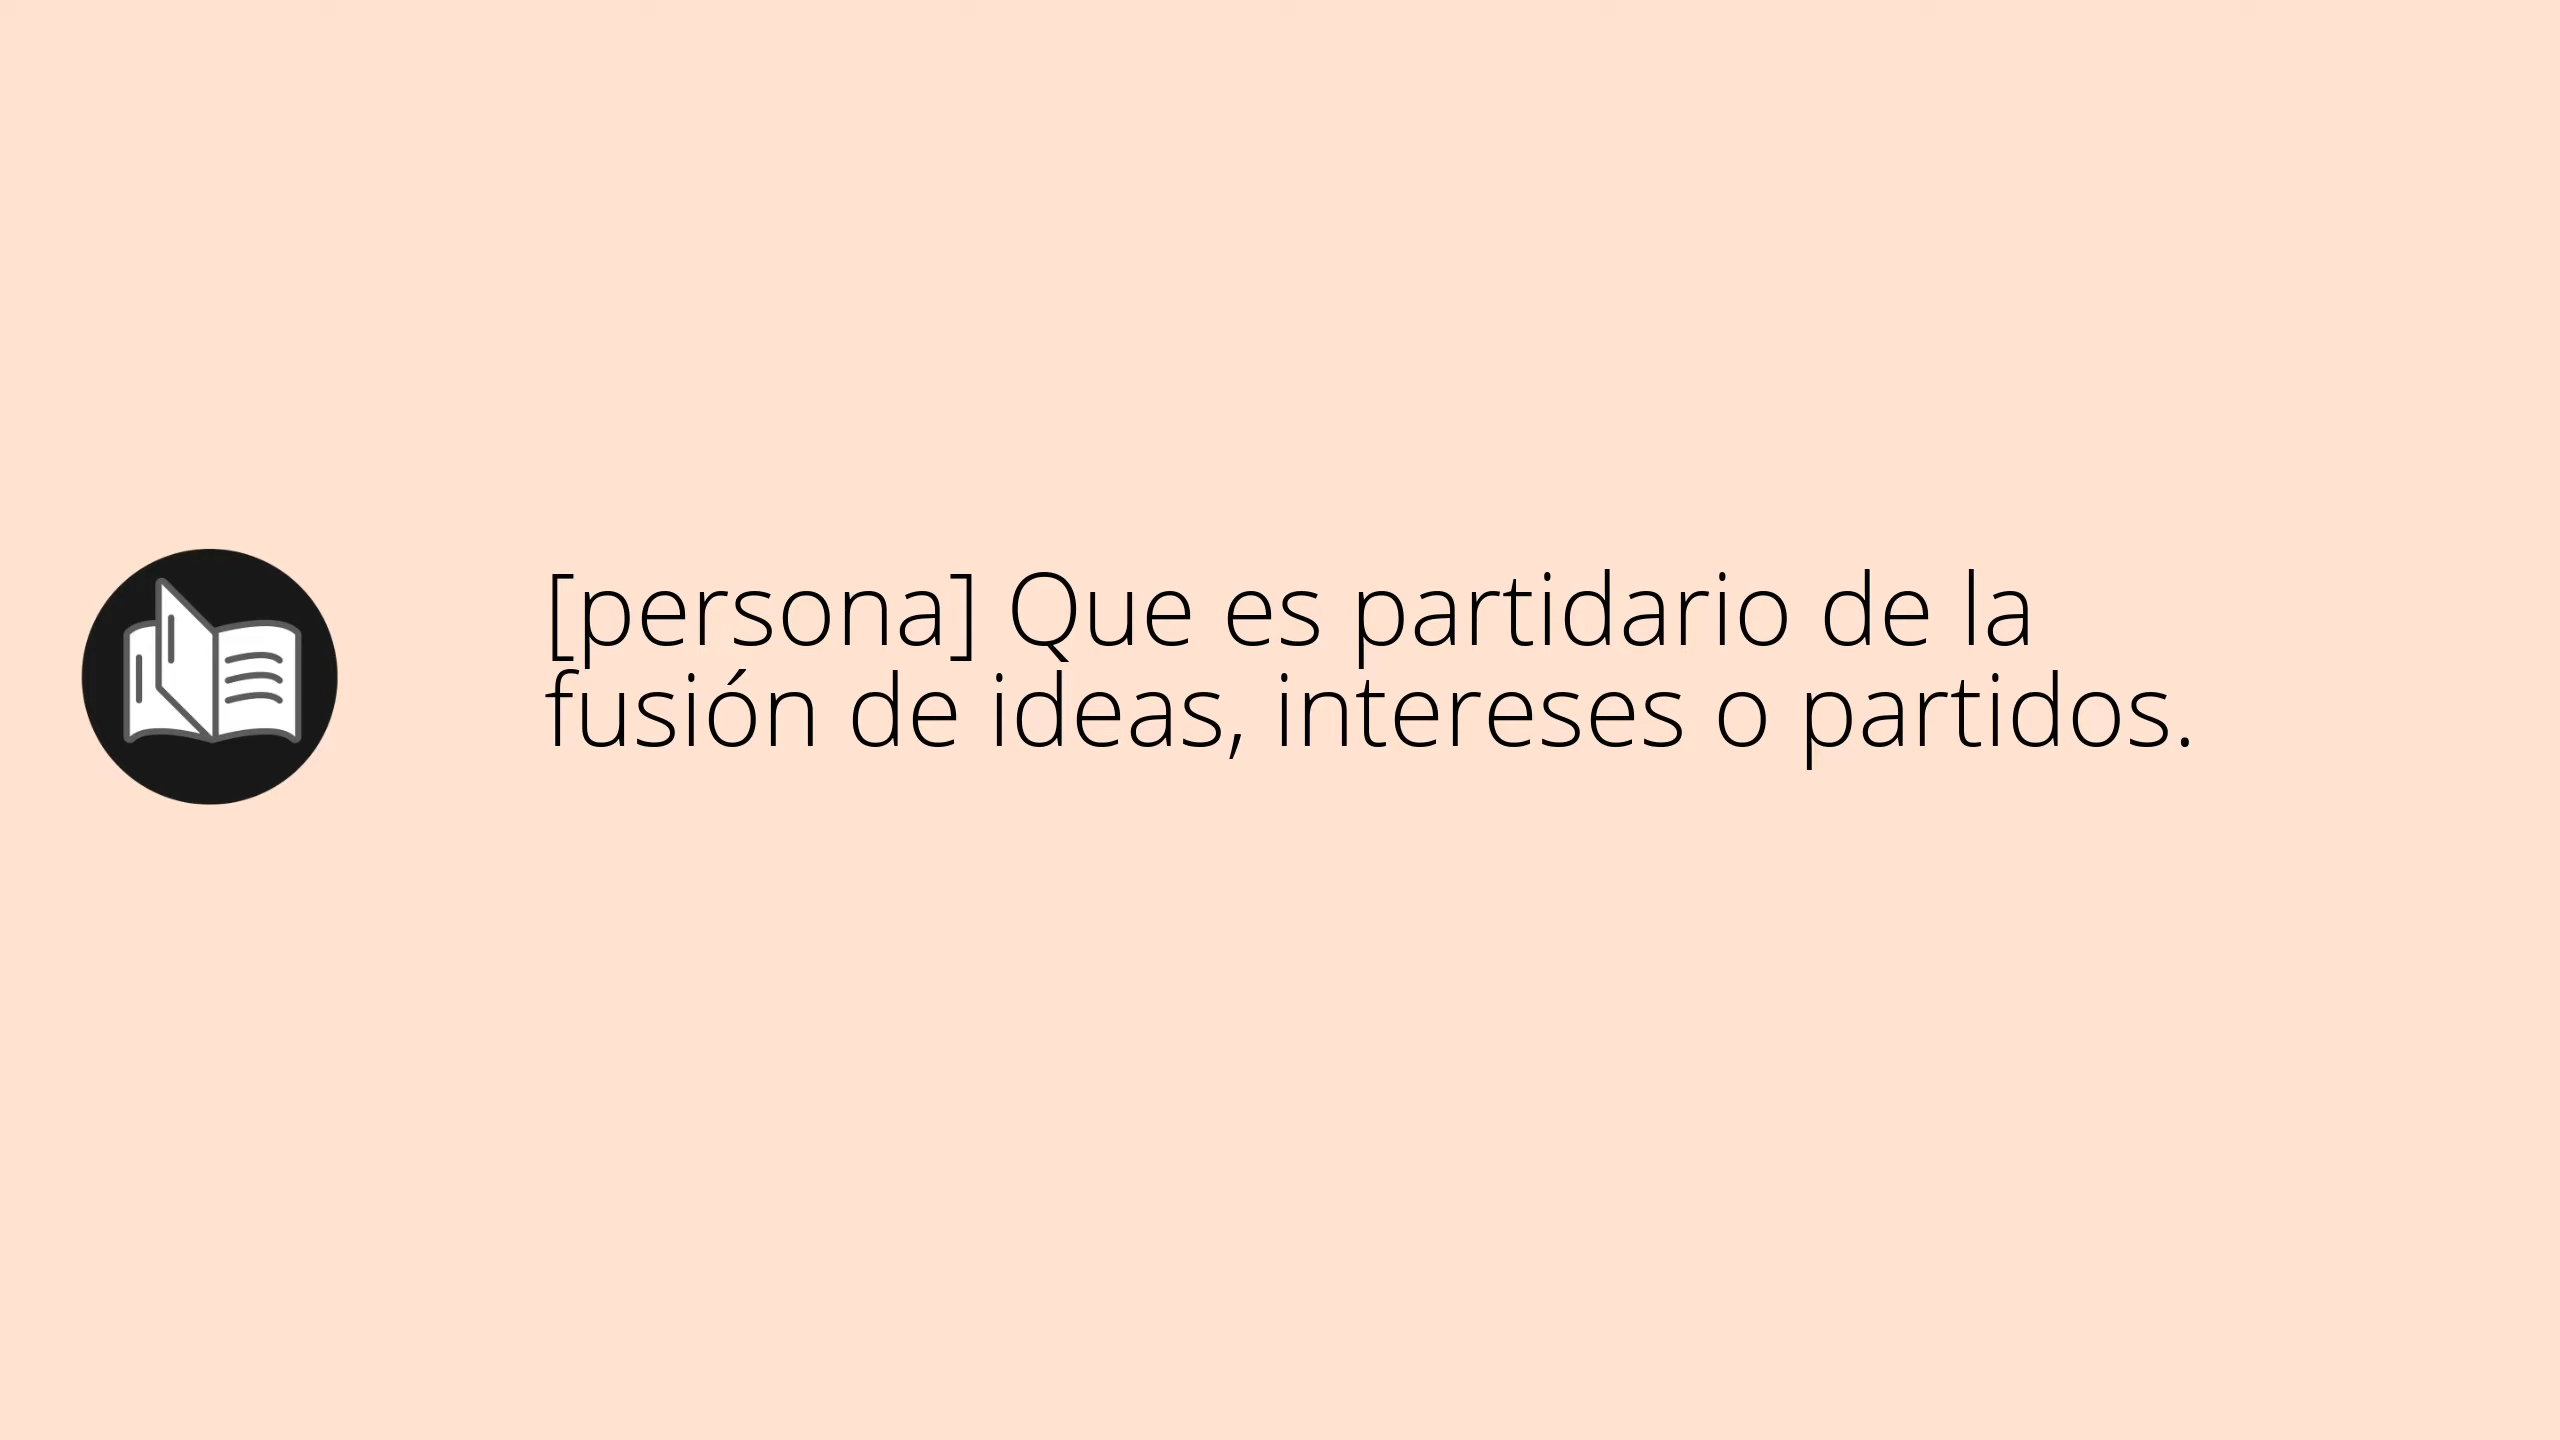 [persona] Que es partidario de la
fusión de ideas, intereses o partidos.